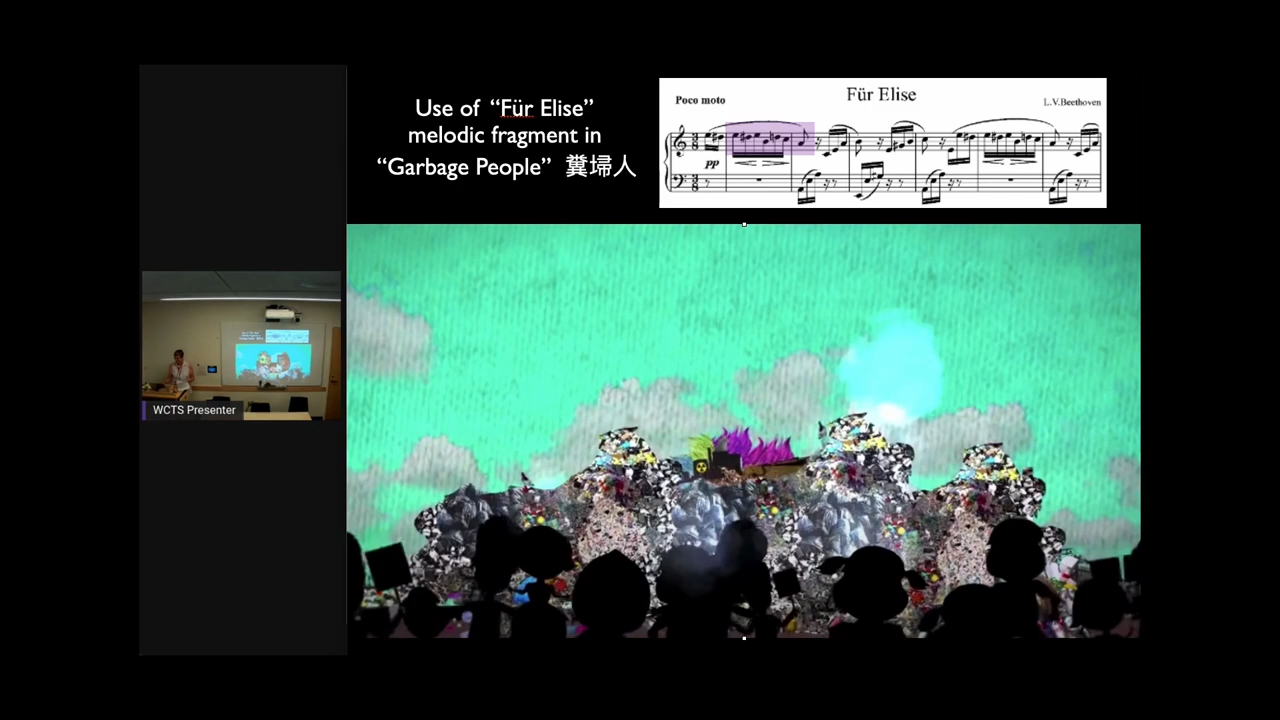 Use of “Für Elise”
melodic fragment in
“Garbage People” 糞埽人
Für Elise
Poco moto
L.V.Beethoven
pp
WCTS Presenter